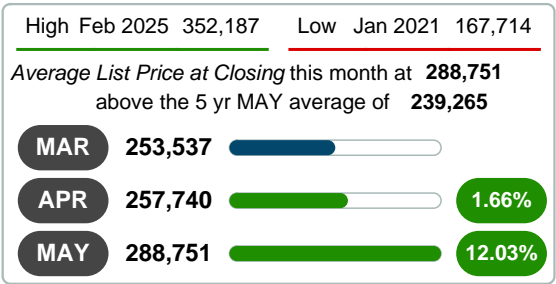 High Feb 2025 352,187 Low Jan 2021 167,714
Average List Price at Closing this month at 288,751
above the 5 yr MAY average of 239,265
MAR 253,537
APR 257,740 1.66%
MAY 288,751 12.03%